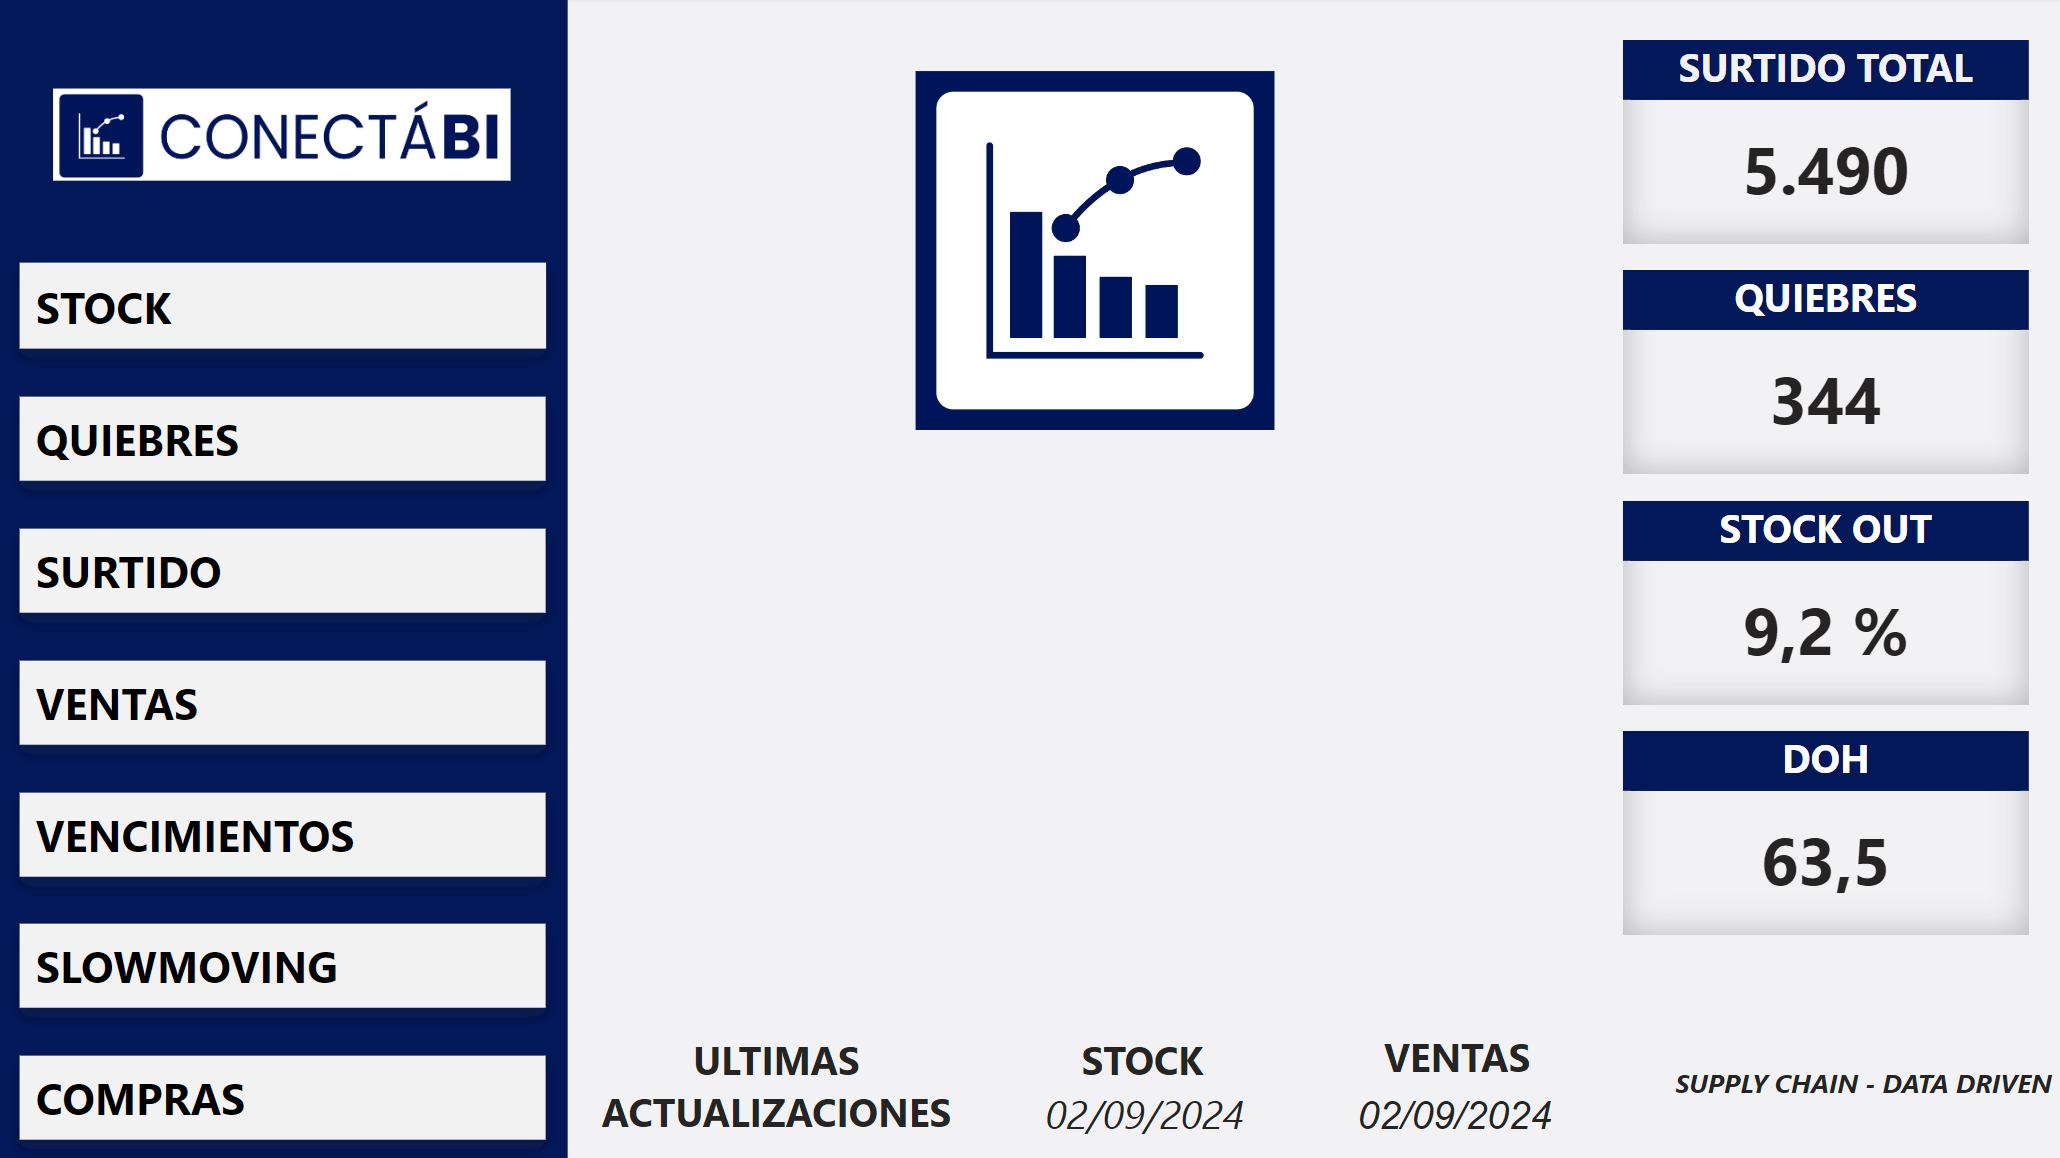 CONECTÁBI
STOCK
QUIEBRES
SURTIDO
VENTAS
VENCIMIENTOS
SLOWMOVING
COMPRAS
SURTIDO TOTAL
5.490
QUIEBRES
344
STOCK OUT
9,2 %
DOH
63,5
ULTIMAS
ACTUALIZACIONES
STOCK
02/09/2024
VENTAS
02/09/2024
SUPPLY CHAIN - DATA DRIVEN